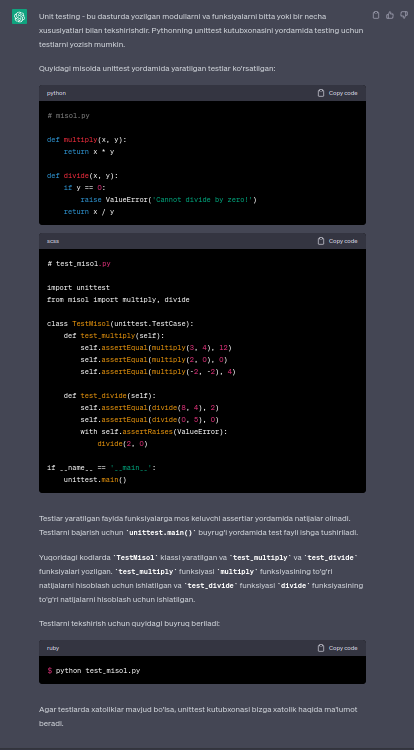 Unit testing - bu dasturda yozilgan modullarni va funksiyalarni bitta yoki bir necha
xususiyatlari bilan tekshirishdir. Pythonning unittest kutubxonasini yordamida testing uchun
testlarni yozish mumkin.
Quyidagi misolda unittest yordamida yaratilgan testlar ko'rsatilgan:
python Copy code
# misol.py
def multiply(x, y):
    return x * y
def divide(x, y):
    if y == 0:
        raise ValueError('Cannot divide by zero!')
    return x / y
scss Copy code
# test_misol.py
import unittest
from misol import multiply, divide
class TestMisol(unittest.TestCase):
    def test_multiply(self):
        self.assertEqual(multiply(3, 4), 12)
        self.assertEqual(multiply(2, 0), 0)
        self.assertEqual(multiply(-2, -2), 4)
    def test_divide(self):
        self.assertEqual(divide(8, 4), 2)
        self.assertEqual(divide(0, 5), 0)
        with self.assertRaises(ValueError):
            divide(2, 0)
if __name__ == '__main__':
    unittest.main()
Testlar yaratilgan faylda funksiyalarga mos keluvchi assertlar yordamida natijalar olinadi.
Testlarni bajarish uchun `unittest.main()` buyrug'i yordamida test fayli ishga tushiriladi.
Yuqoridagi kodlarda `TestMisol` klassi yaratilgan va `test_multiply` va `test_divide`
funksiyalari yozilgan. `test_multiply` funksiyasi `multiply` funksiyasining to'g'ri
natijalarni hisoblash uchun ishlatilgan va `test_divide` funksiyasi `divide` funksiyasining
to'g'ri natijalarni hisoblash uchun ishlatilgan.
Testlarni tekshirish uchun quyidagi buyruq beriladi:
ruby Copy code
$ python test_misol.py
Agar testlarda xatoliklar mavjud bo'lsa, unittest kutubxonasi bizga xatolik haqida ma'lumot
beradi.